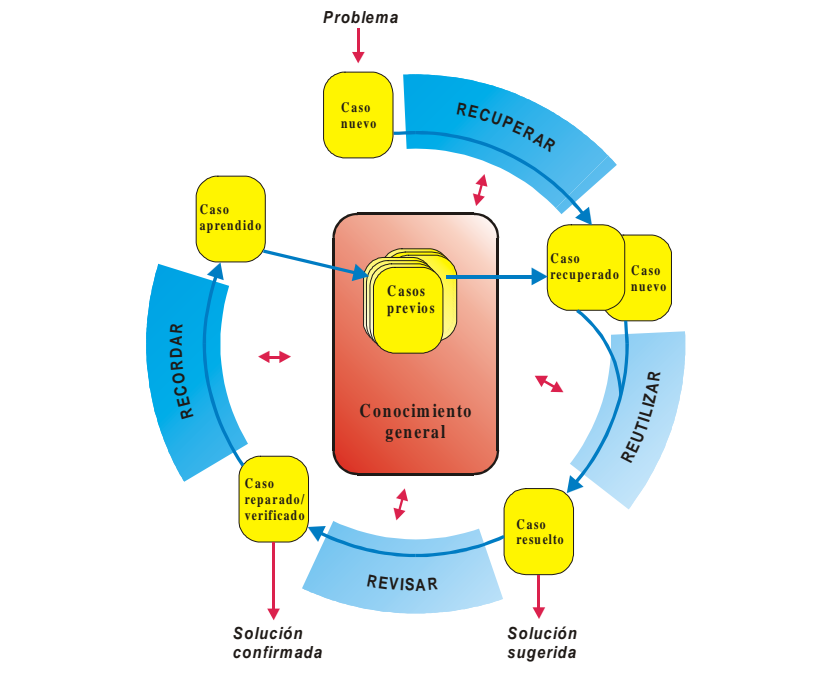 Problema
Caso
nuevo
RECUPERAR
Caso
aprendido
Caso
recuperado
Caso
nuevo
Casos
previos
RECORDAR
REUTILIZAR
Conocimiento
general
Caso
reparado/
verificado
Caso
resuelto
REVISAR
Solución
confirmada
Solución
sugerida